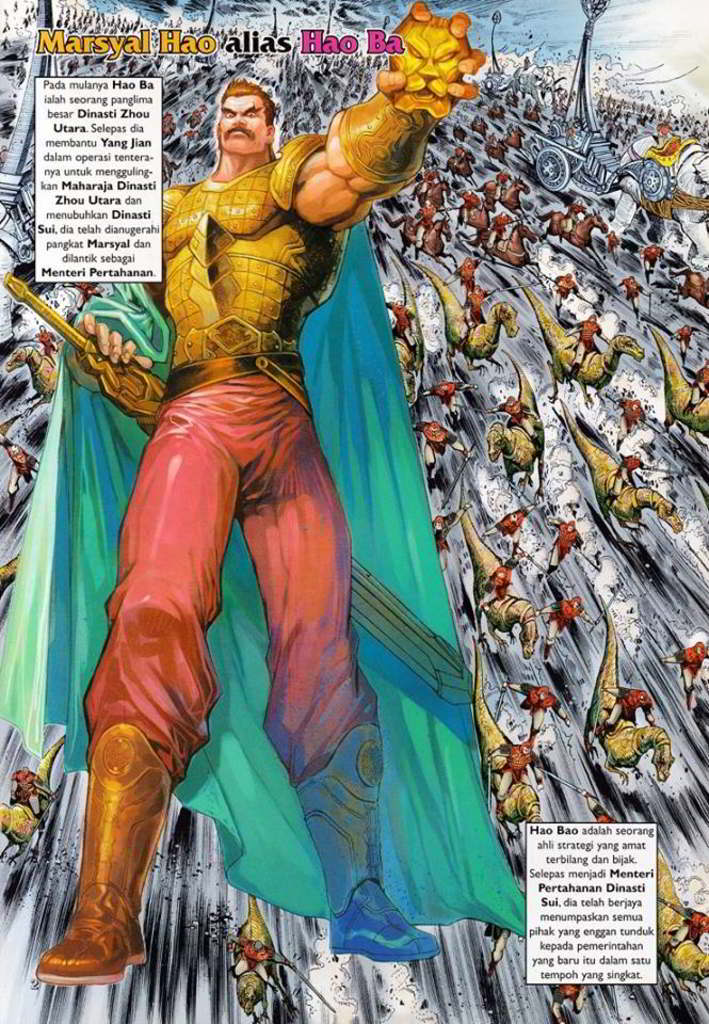 Marsyal Hao alias Hao Ba
Pada mulanya Hao Ba
ialah seorang panglima
besar Dinasti Zhou
Utara. Selepas dia
membantu Yang Jian
dalam operasi tentera-
nya untuk menggulling-
kan Maharaja Dinasti
Zhou Utara dan
menubuhkan Dinasti
Sui, dia telah dianugerahi
pangkat Marsyal dan
dilantik sebagai
Menteri Pertahanan.
Hao Bao adalah seorang
ahli strategi yang amat
terbilang dan bijak.
Selepas menjadi Menteri
Pertahanan Dinasti
Sui, dia telah berjaya
menumpaskan semua
pihak yang enggan tunduk
kepada pemerintahan
yang baru itu dalam satu
tempoh yang singkat.
2